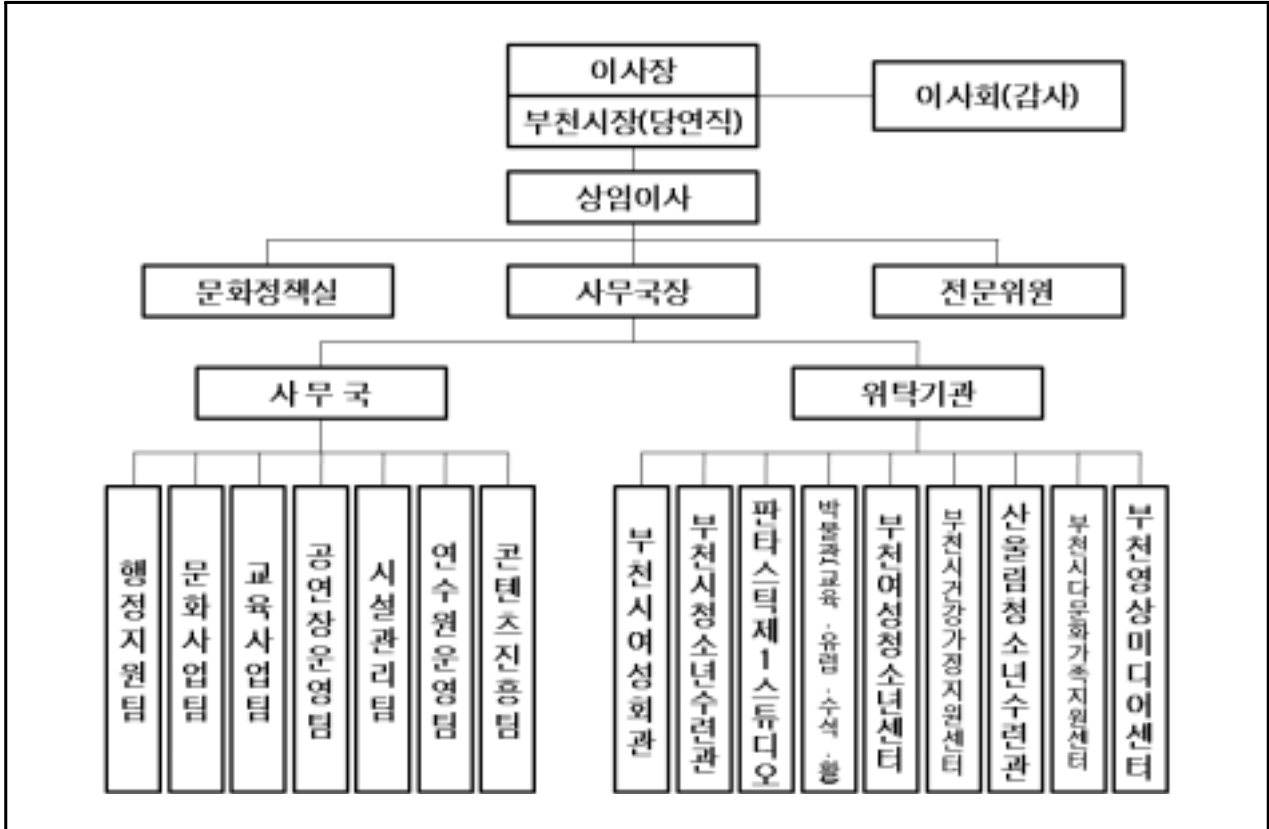 이사장
부천시장(당연직)
이사회(감사)
상임이사
문화정책실
사무국장
전문위원
사 무 국
위탁기관
행정지원팀
문화사업팀
교육사업팀
공연장운영팀
시설관리팀
연수원운영팀
콘텐츠진흥팀
부천시여성회관
부천시청소년수련관
판타스틱제1스튜디오
박물관교육·유럽·수석·활
부천여성청소년센터
부천시건강가정지원센터
산울림청소년수련관
부천시다문화가족지원센터
부천영상미디어센터